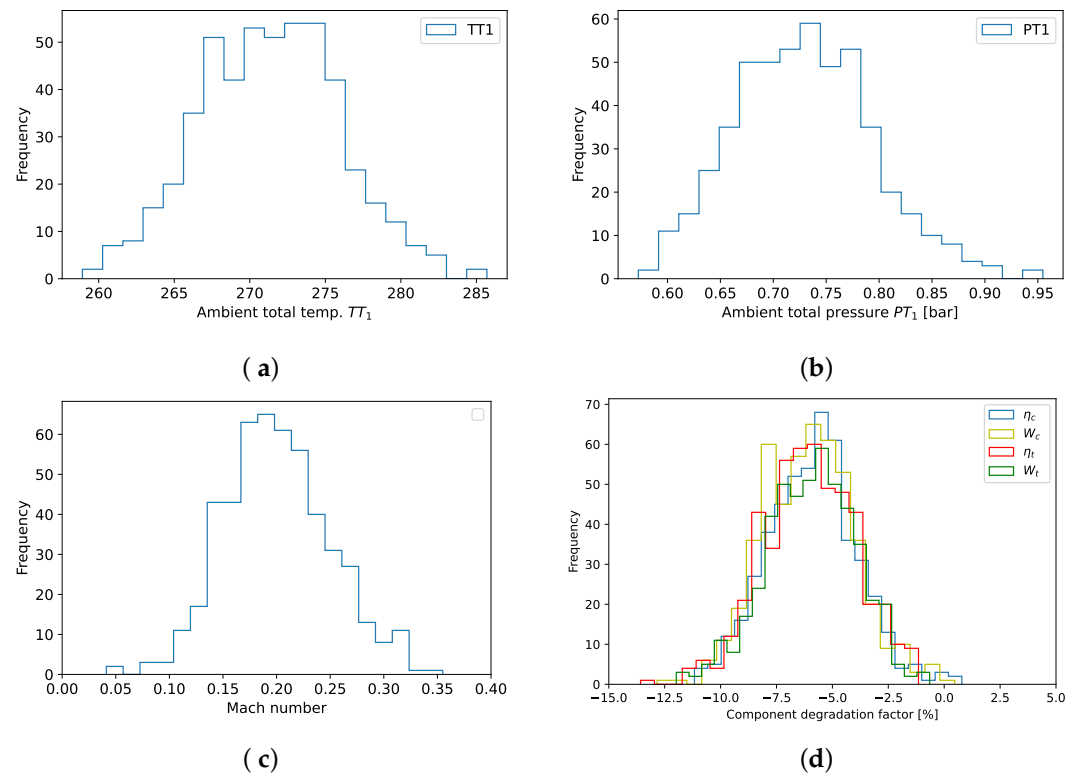 TT1
50
40
30
20
10
0
Frequency
260 265 270 275 280 285
Ambient total temp. TT₁
( a)
PT1
60
50
40
30
20
10
0
Frequency
0.60 0.65 0.70 0.75 0.80 0.85 0.90 0.95
Ambient total pressure PT₁ [bar]
(b)
60
50
40
30
20
10
0
Frequency
0.00 0.05 0.10 0.15 0.20 0.25 0.30 0.35 0.40
Mach number
( c)
η_c
W_c
η_t
W_t
70
60
50
40
30
20
10
0
Frequency
−15.0 −12.5 −10.0 −7.5 −5.0 −2.5 0.0 2.5 5.0
Component degradation factor [%]
(d)